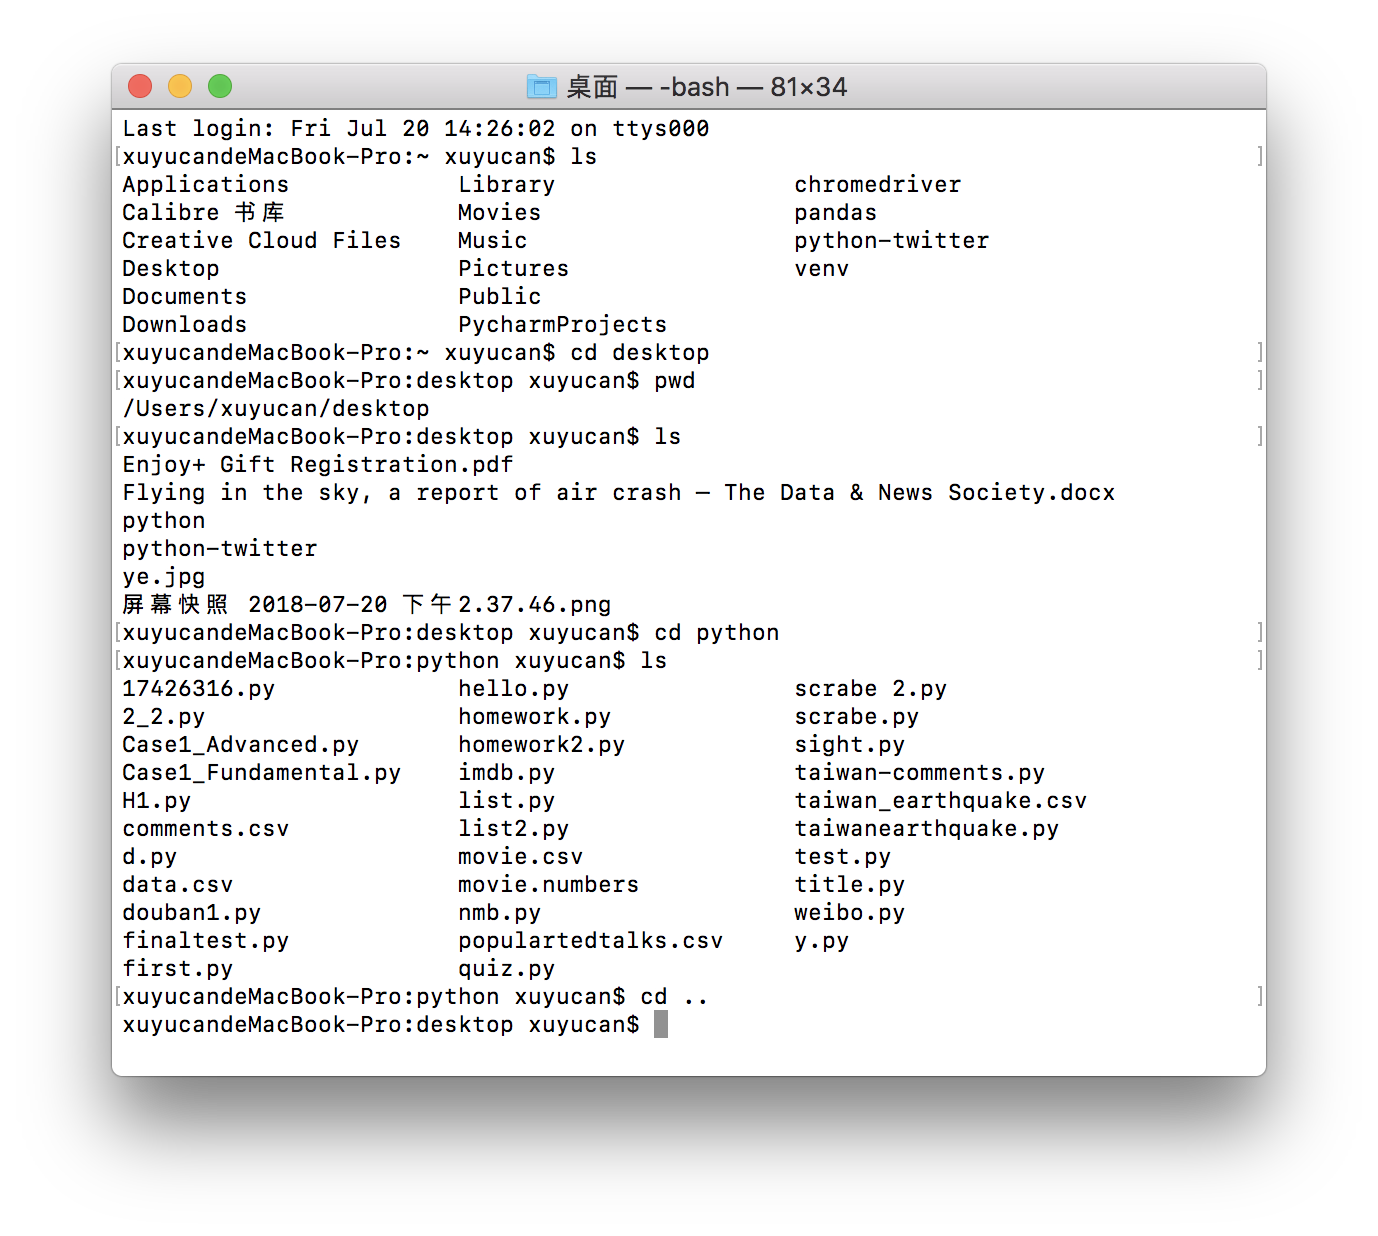 桌面 — -bash — 81×34
Last login: Fri Jul 20 14:26:02 on ttys000
[xuyucandeMacBook-Pro:~ xuyucan$ ls ]
Applications Library chromedriver
Calibre 书库 Movies pandas
Creative Cloud Files Music python-twitter
Desktop Pictures venv
Documents Public
Downloads PycharmProjects
[xuyucandeMacBook-Pro:~ xuyucan$ cd desktop ]
[xuyucandeMacBook-Pro:desktop xuyucan$ pwd ]
/Users/xuyucan/desktop
[xuyucandeMacBook-Pro:desktop xuyucan$ ls ]
Enjoy+ Gift Registration.pdf
Flying in the sky, a report of air crash — The Data & News Society.docx
python
python-twitter
ye.jpg
屏幕快照 2018-07-20 下午2.37.46.png
[xuyucandeMacBook-Pro:desktop xuyucan$ cd python ]
[xuyucandeMacBook-Pro:python xuyucan$ ls ]
17426316.py hello.py scrabe 2.py
2_2.py homework.py scrabe.py
Case1_Advanced.py homework2.py sight.py
Case1_Fundamental.py imdb.py taiwan-comments.py
H1.py list.py taiwan_earthquake.csv
comments.csv list2.py taiwanearthquake.py
d.py movie.csv test.py
data.csv movie.numbers title.py
douban1.py nmb.py weibo.py
finaltest.py populartedtalks.csv y.py
first.py quiz.py
[xuyucandeMacBook-Pro:python xuyucan$ cd .. ]
xuyucandeMacBook-Pro:desktop xuyucan$